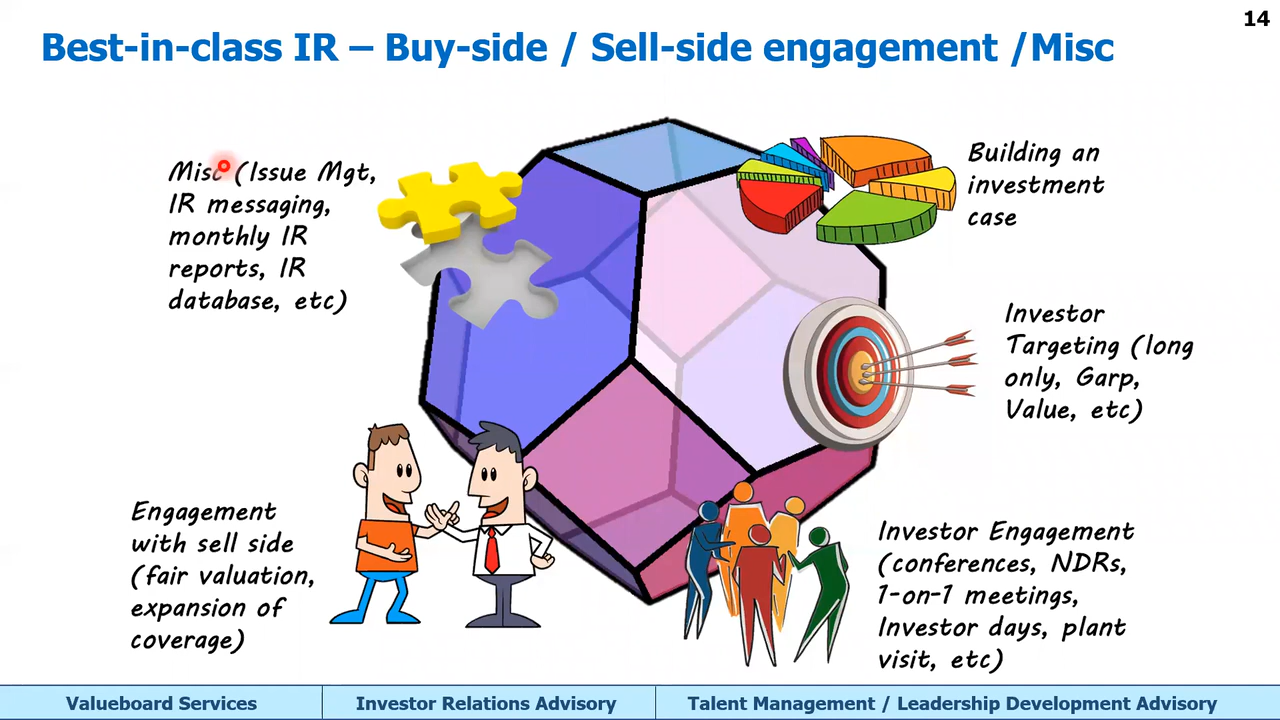 14
Best-in-class IR – Buy-side / Sell-side engagement /Misc
Misc (Issue Mgt,
IR messaging,
monthly IR
reports, IR
database, etc)
Building an
investment
case
Investor
Targeting (long
only, Garp,
Value, etc)
Engagement
with sell side
(fair valuation,
expansion of
coverage)
Investor Engagement
(conferences, NDRs,
1-on-1 meetings,
Investor days, plant
visit, etc)
Valueboard Services
Investor Relations Advisory
Talent Management / Leadership Development Advisory